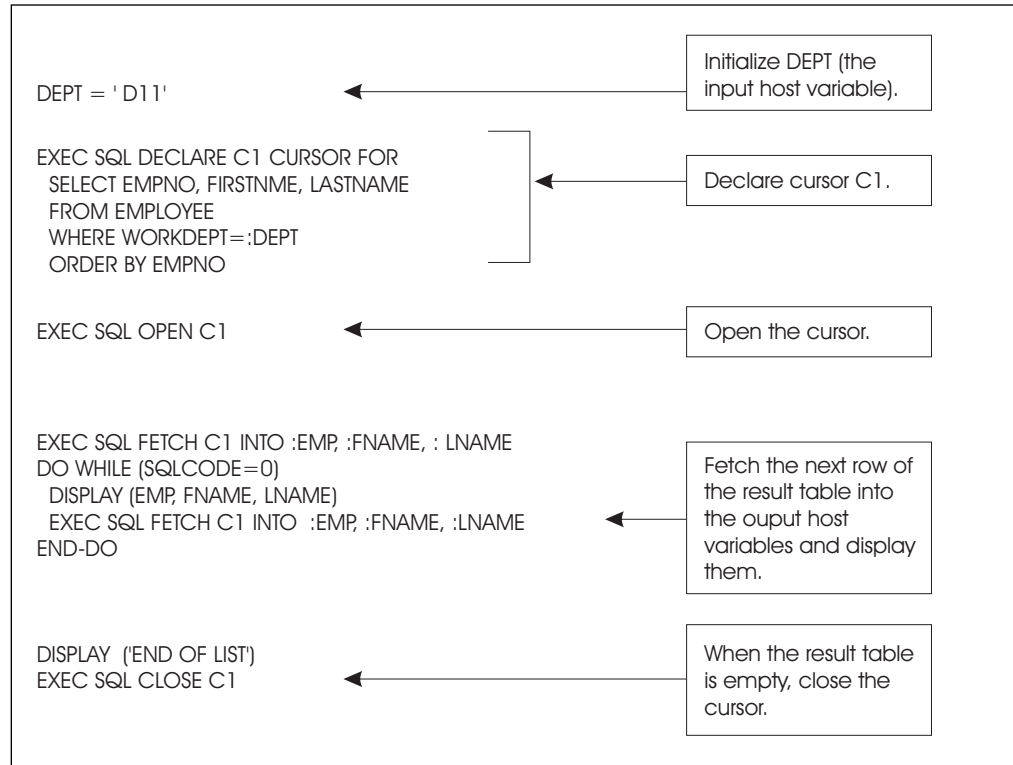 DEPT = ' D11'
Initialize DEPT (the
input host variable).
EXEC SQL DECLARE C1 CURSOR FOR
SELECT EMPNO, FIRSTNME, LASTNAME
FROM EMPLOYEE
WHERE WORKDEPT=:DEPT
ORDER BY EMPNO
Declare cursor C1.
EXEC SQL OPEN C1
Open the cursor.
EXEC SQL FETCH C1 INTO :EMP, :FNAME, : LNAME
DO WHILE (SQLCODE=0)
DISPLAY (EMP, FNAME, LNAME)
EXEC SQL FETCH C1 INTO :EMP, :FNAME, :LNAME
END-DO
Fetch the next row of
the result table into
the ouput host
variables and display
them.
DISPLAY ('END OF LIST')
EXEC SQL CLOSE C1
When the result table
is empty, close the
cursor.